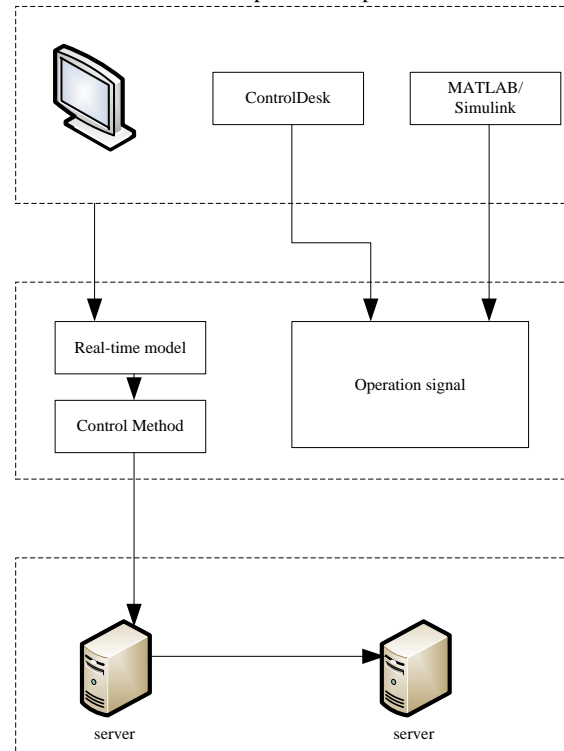 ControlDesk
MATLAB/
Simulink
Real-time model
Control Method
Operation signal
server
server